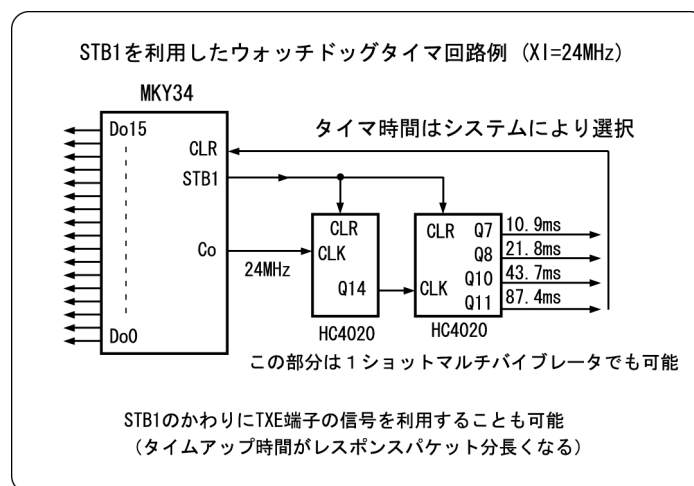 STB1を利用したウォッチドッグタイマ回路例 (XI=24MHz)
MKY34
Do15
CLR
タイマ時間はシステムにより選択
STB1
CLR
CLK
Q14
HC4020
Co
24MHz
CLR
CLK
Q7
Q8
Q10
Q11
10.9ms
21.8ms
43.7ms
87.4ms
HC4020
Do0
この部分は1ショットマルチバイブレータでも可能
STB1のかわりにTXE端子の信号を利用することも可能
(タイムアップ時間がレスポンスパケット分長くなる)